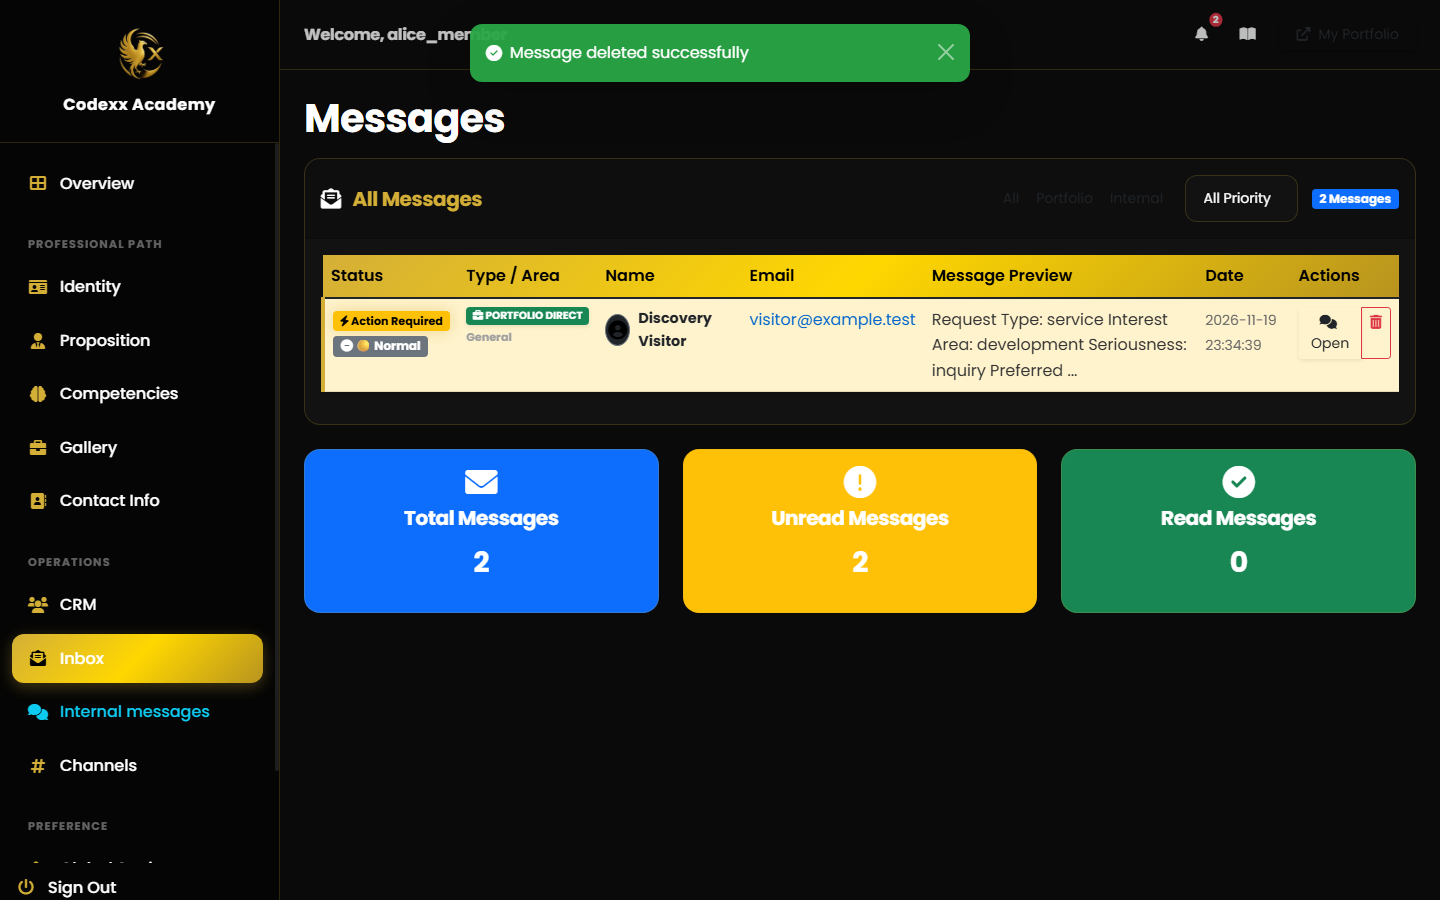 Codexx Academy
Overview
PROFESSIONAL PATH
Identity
Proposition
Competencies
Gallery
Contact Info
OPERATIONS
CRM
Inbox
Internal messages
Channels
PREFERENCE
Sign Out
Welcome, alice_member
Message deleted successfully
2
My Portfolio
Messages
All Messages
All Portfolio Internal
All Priority
2 Messages
Status Type / Area Name Email Message Preview Date Actions
Action Required
Normal
PORTFOLIO DIRECT
General
Discovery
Visitor
visitor@example.test
Request Type: service Interest
Area: development Seriousness:
inquiry Preferred ...
2026-11-19
23:34:39
Open
Total Messages
2
Unread Messages
2
Read Messages
0